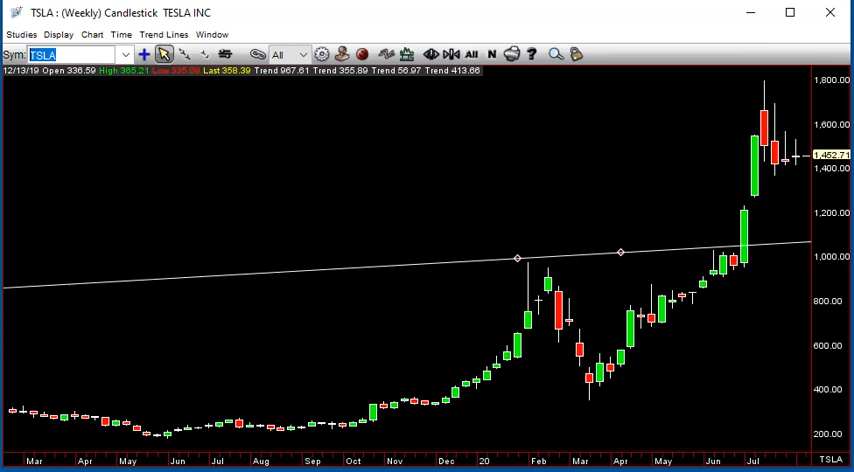 TSLA : (Weekly) Candlestick TESLA INC
Studies Display Chart Time Trend Lines Window
Sym: TSLA All All N ?
12/13/19 Open 336.59 High 365.21 Low 335.08 Last 358.39 Trend 967.61 Trend 355.89 Trend 56.97 Trend 413.66
1,800.00
1,600.00
1,452.71
1,400.00
1,200.00
1,000.00
800.00
600.00
400.00
200.00
Mar Apr May Jun Jul Aug Sep Oct Nov Dec 20 Feb Mar Apr May Jun Jul TSLA